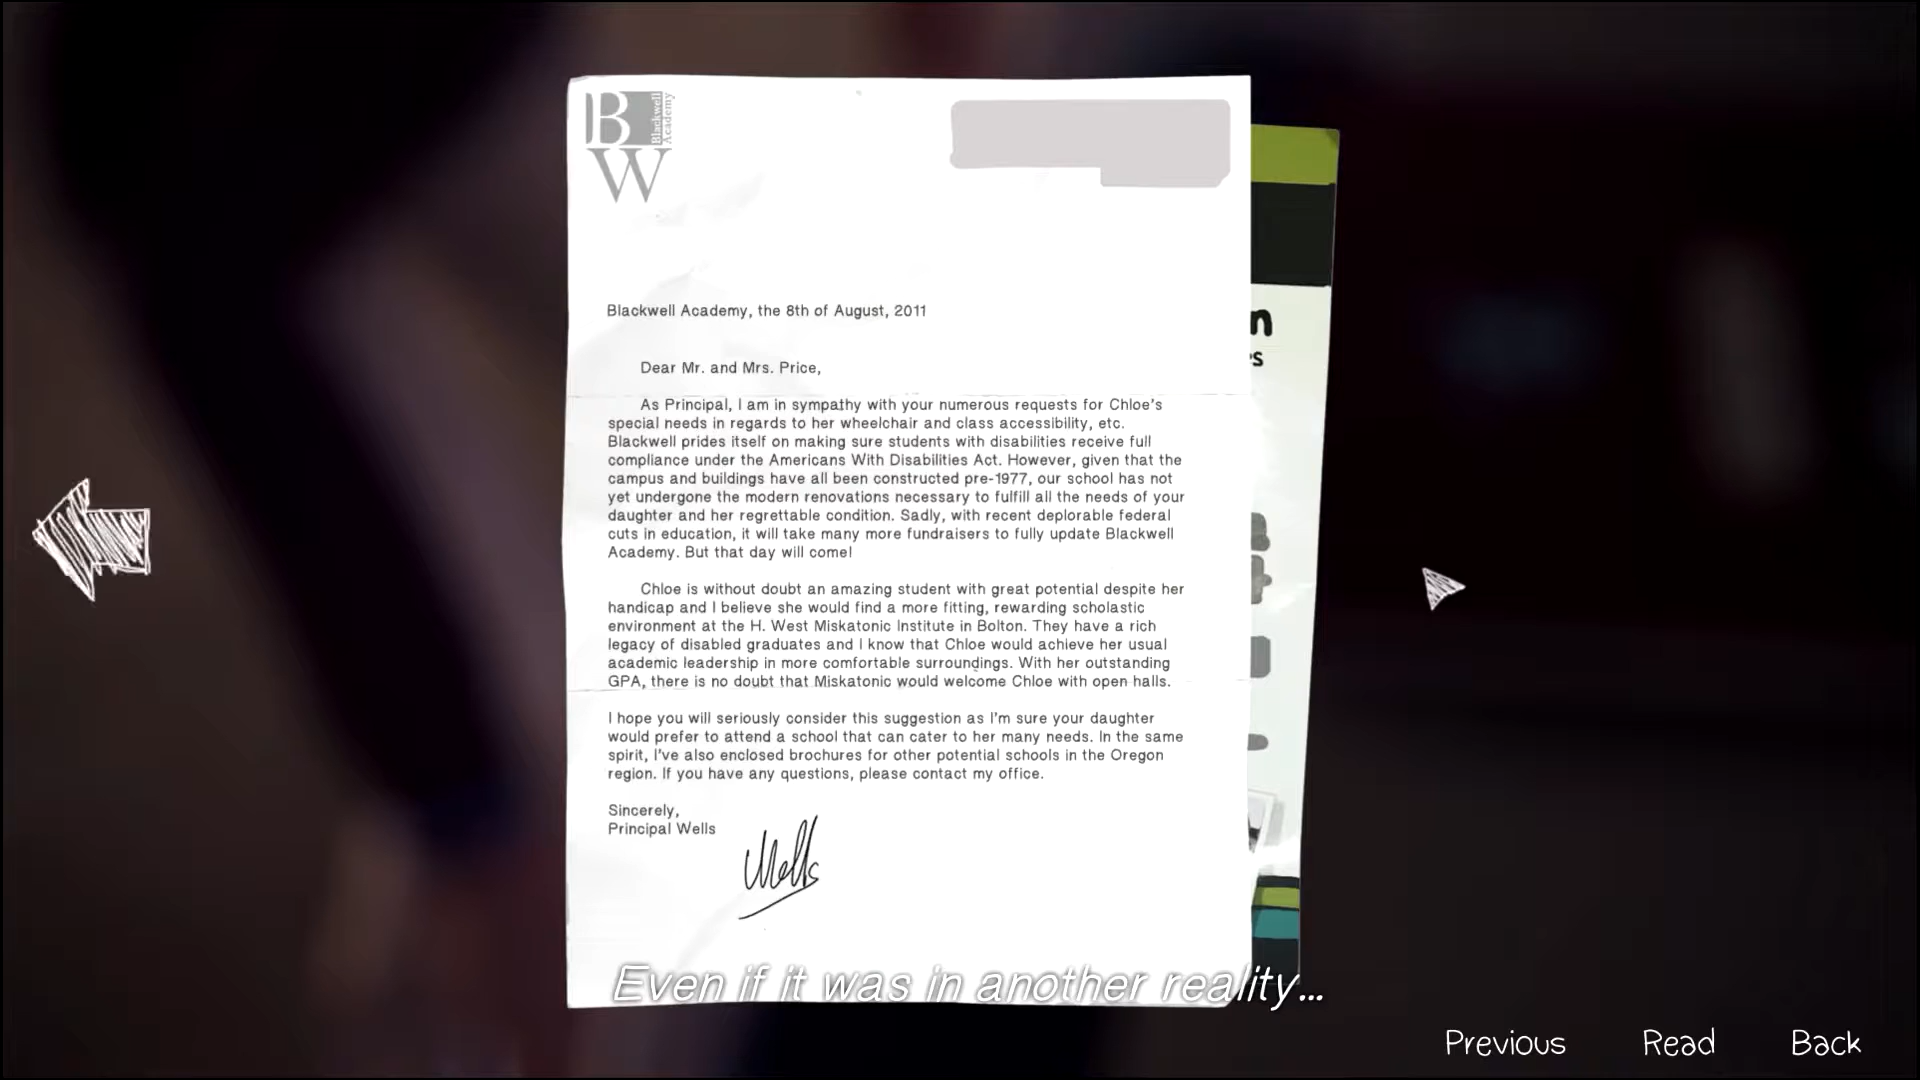 B
Blackwell
Academy
W
Blackwell Academy, the 8th of August, 2011
Dear Mr. and Mrs. Price,
As Principal, I am in sympathy with your numerous requests for Chloe's
special needs in regards to her wheelchair and class accessibility, etc.
Blackwell prides itself on making sure students with disabilities receive full
compliance under the Americans With Disabilities Act. However, given that the
campus and buildings have all been constructed pre-1977, our school has not
yet undergone the modern renovations necessary to fulfill all the needs of your
daughter and her regrettable condition. Sadly, with recent deplorable federal
cuts in education, it will take many more fundraisers to fully update Blackwell
Academy. But that day will come!
Chloe is without doubt an amazing student with great potential despite her
handicap and I believe she would find a more fitting, rewarding scholastic
environment at the H. West Miskatonic Institute in Bolton. They have a rich
legacy of disabled graduates and I know that Chloe would achieve her usual
academic leadership in more comfortable surroundings. With her outstanding
GPA, there is no doubt that Miskatonic would welcome Chloe with open halls.
I hope you will seriously consider this suggestion as I'm sure your daughter
would prefer to attend a school that can cater to her many needs. In the same
spirit, I've also enclosed brochures for other potential schools in the Oregon
region. If you have any questions, please contact my office.
Sincerely,
Principal Wells
Wells
Even if it was in another reality...
Previous Read Back